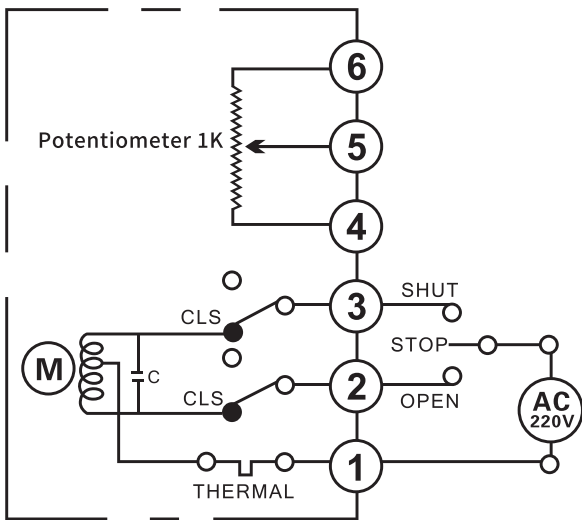 6
Potentiometer 1K
5
4
CLS
3
SHUT
STOP
M
C
CLS
2
OPEN
AC
220V
1
THERMAL